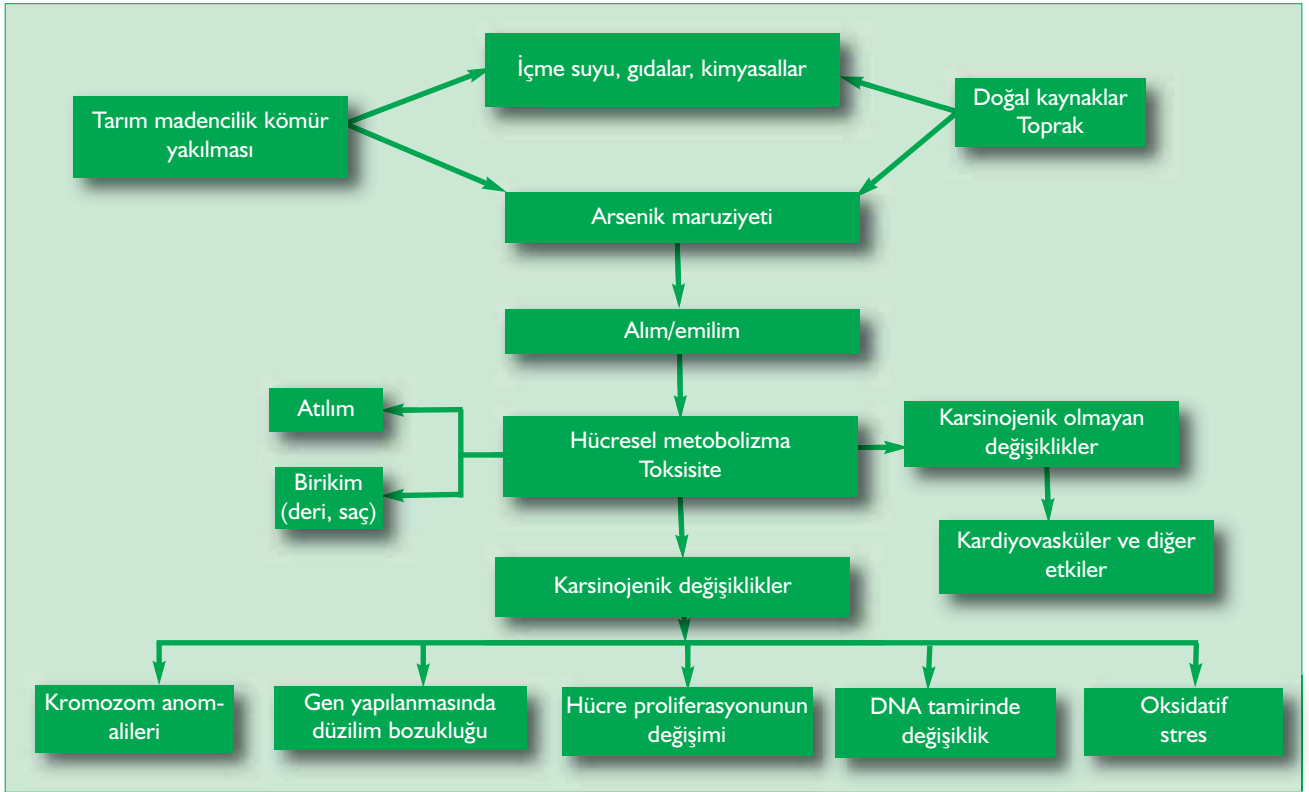 İçme suyu, gıdalar, kimyasallar
Tarım madencilik kömür
yakılması
Doğal kaynaklar
Toprak
Arsenik maruziyeti
Alım/emilim
Atılım
Birikim
(deri, saç)
Hücresel metobolizma
Toksisite
Karsinojenik olmayan
değişiklikler
Kardiyovasküler ve diğer
etkiler
Karsinojenik değişiklikler
Kromozom anom-
alileri
Gen yapılanmasında
düzilim bozukluğu
Hücre proliferasyonunun
değişimi
DNA tamirinde
değişiklik
Oksidatif
stres